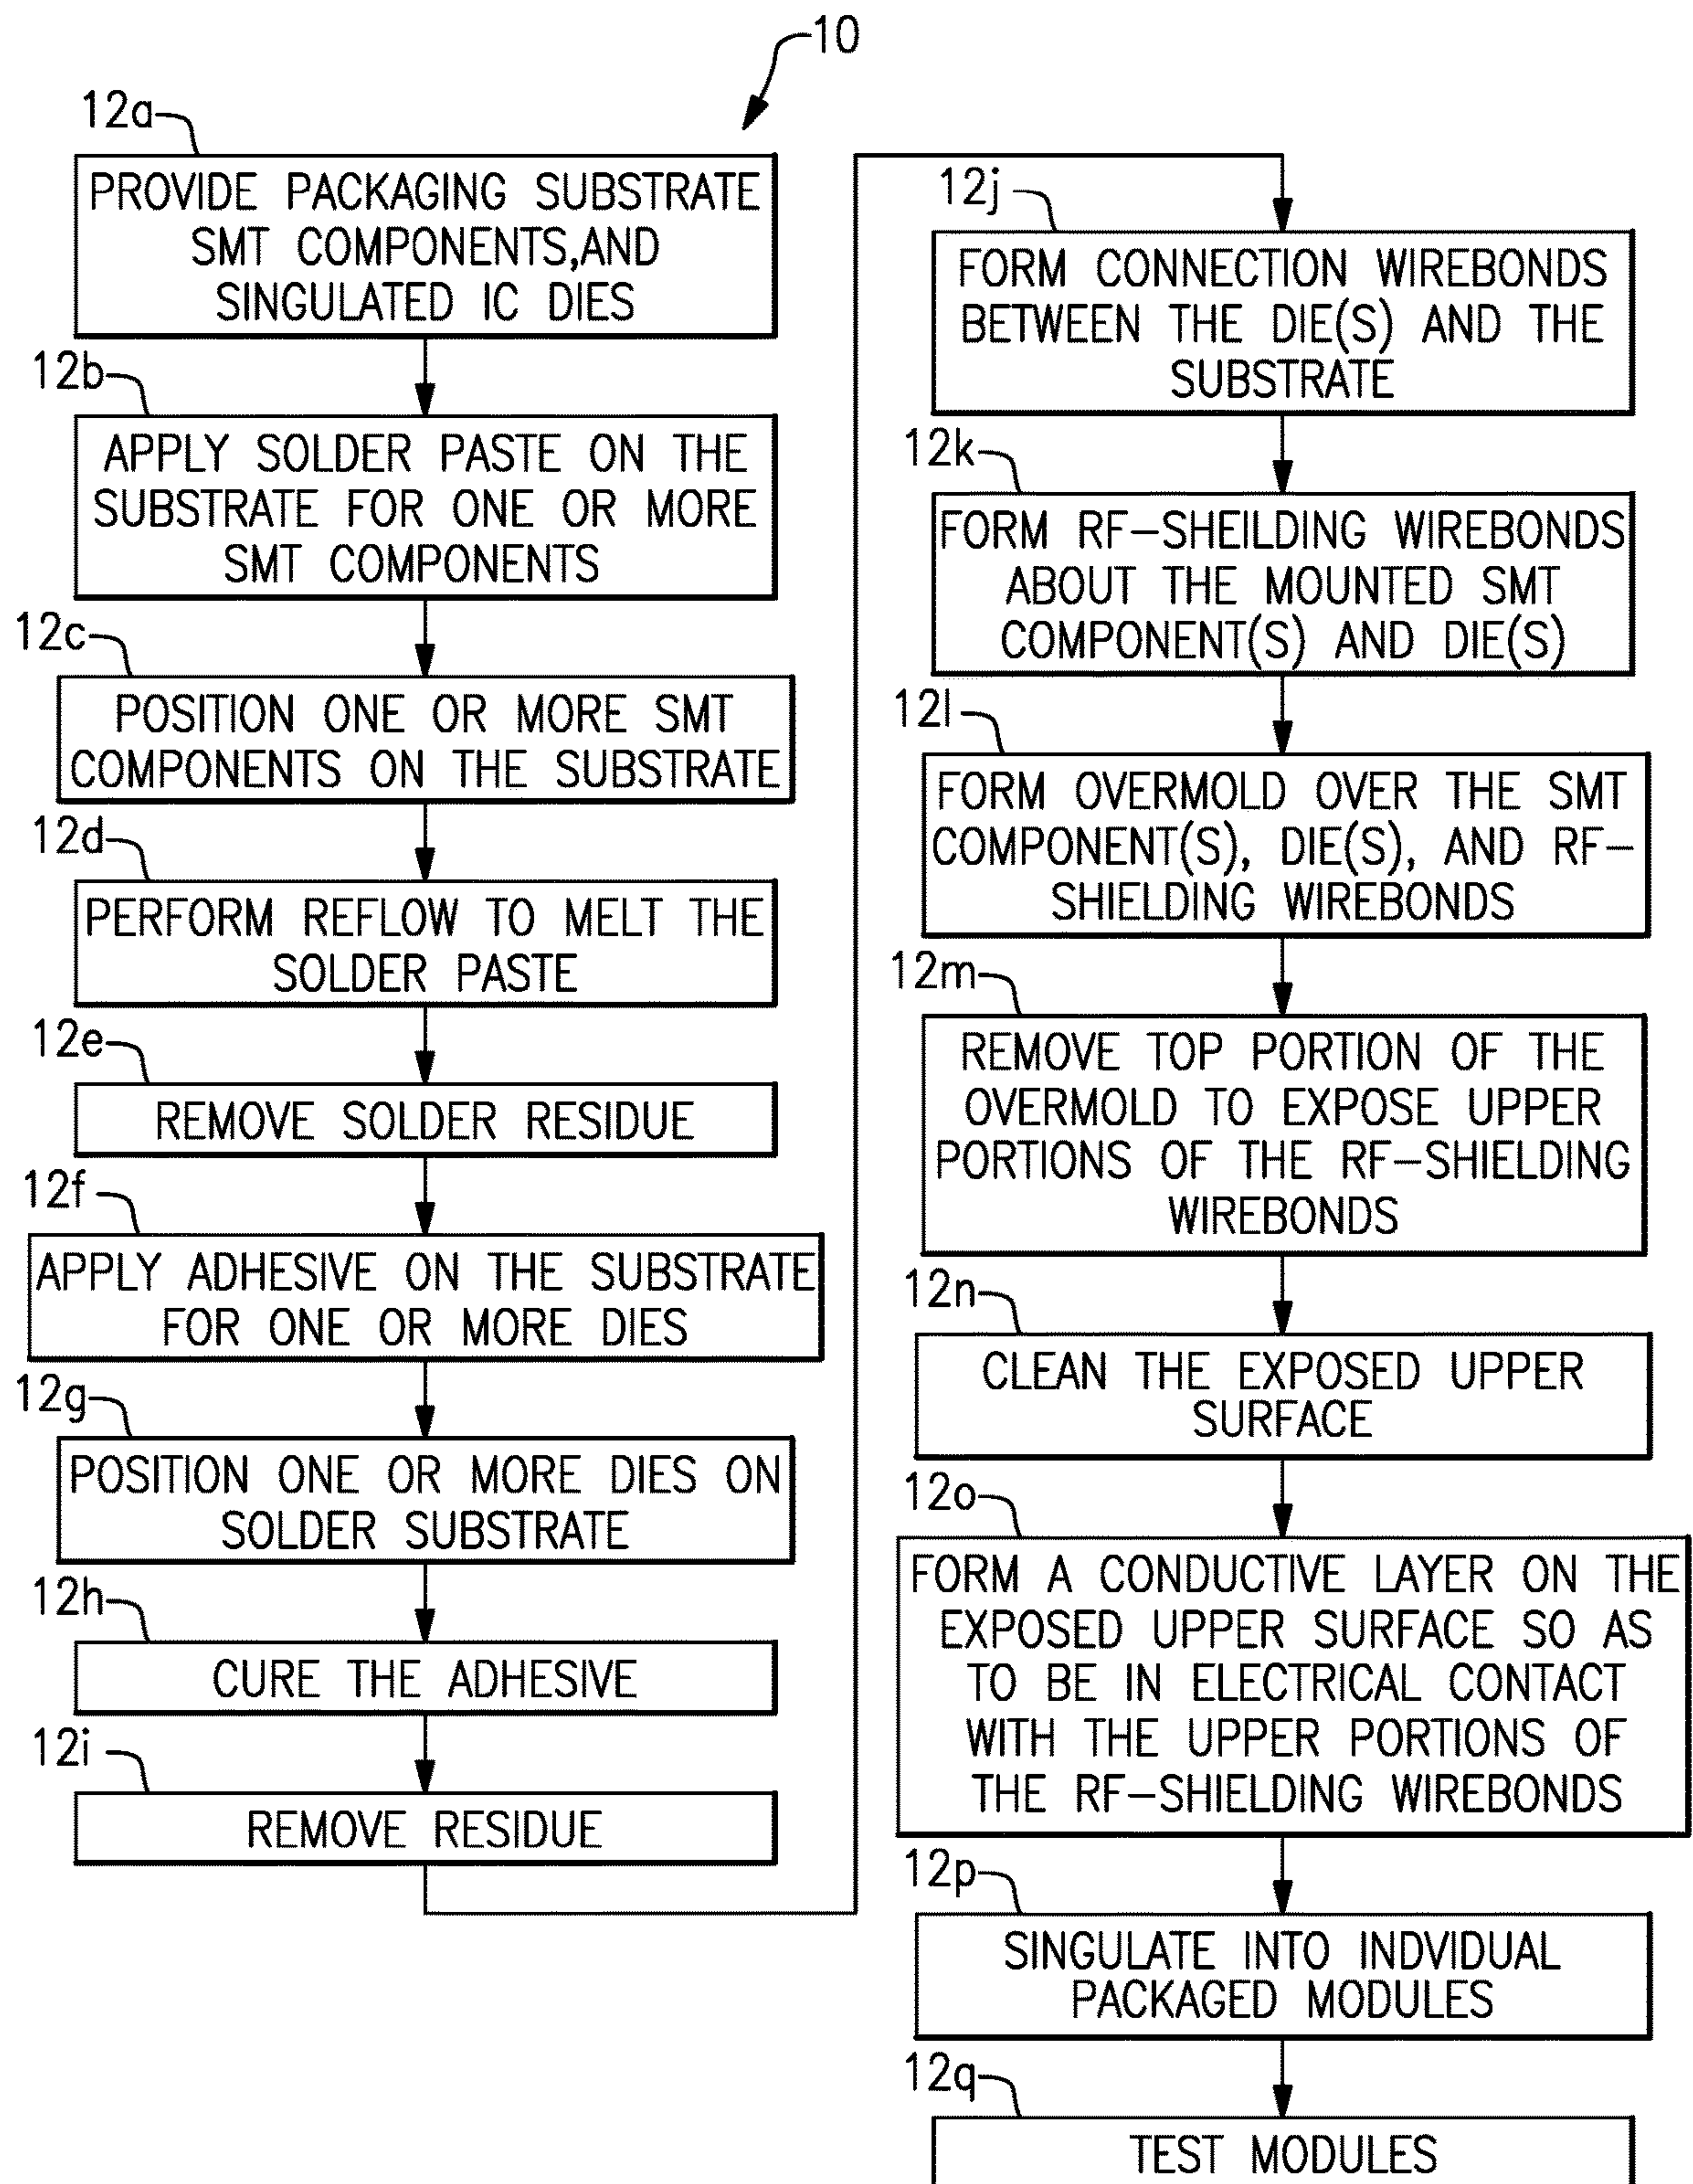 10
12a
PROVIDE PACKAGING SUBSTRATE
SMT COMPONENTS,AND
SINGULATED IC DIES
12b
APPLY SOLDER PASTE ON THE
SUBSTRATE FOR ONE OR MORE
SMT COMPONENTS
12c
POSITION ONE OR MORE SMT
COMPONENTS ON THE SUBSTRATE
12d
PERFORM REFLOW TO MELT THE
SOLDER PASTE
12e
REMOVE SOLDER RESIDUE
12f
APPLY ADHESIVE ON THE SUBSTRATE
FOR ONE OR MORE DIES
12g
POSITION ONE OR MORE DIES ON
SOLDER SUBSTRATE
12h
CURE THE ADHESIVE
12i
REMOVE RESIDUE
12j
FORM CONNECTION WIREBONDS
BETWEEN THE DIE(S) AND THE
SUBSTRATE
12k
FORM RF-SHEILDING WIREBONDS
ABOUT THE MOUNTED SMT
COMPONENT(S) AND DIE(S)
12l
FORM OVERMOLD OVER THE SMT
COMPONENT(S), DIE(S), AND RF-
SHIELDING WIREBONDS
12m
REMOVE TOP PORTION OF THE
OVERMOLD TO EXPOSE UPPER
PORTIONS OF THE RF-SHIELDING
WIREBONDS
12n
CLEAN THE EXPOSED UPPER
SURFACE
12o
FORM A CONDUCTIVE LAYER ON THE
EXPOSED UPPER SURFACE SO AS
TO BE IN ELECTRICAL CONTACT
WITH THE UPPER PORTIONS OF
THE RF-SHIELDING WIREBONDS
12p
SINGULATE INTO INDVIDUAL
PACKAGED MODULES
12q
TEST MODULES